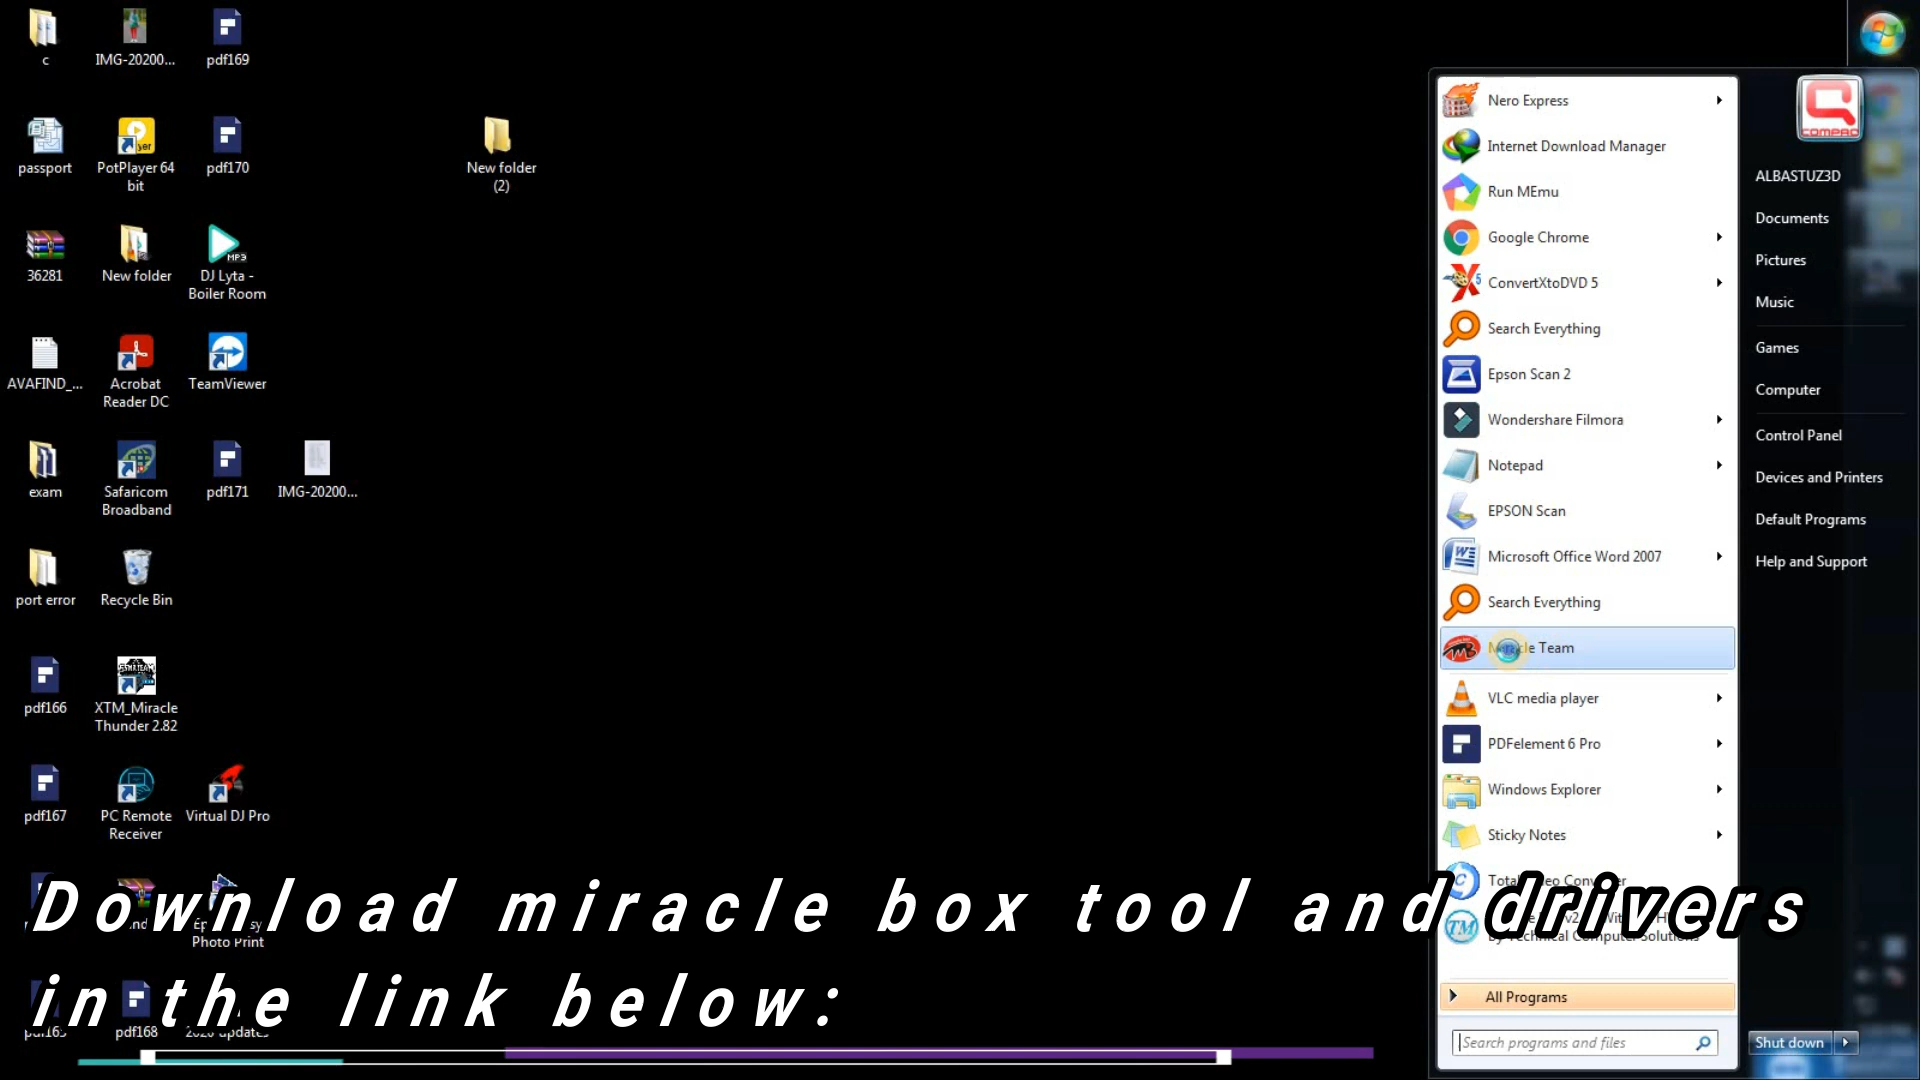 c
IMG-20200...
pdf169
passport
PotPlayer 64
bit
pdf170
New folder
(2)
36281
New folder
DJ Lyta -
Boiler Room
AVAFIND_...
Acrobat
Reader DC
TeamViewer
exam
Safaricom
Broadband
pdf171
IMG-20200...
port error
Recycle Bin
pdf166
XTM_Miracle
Thunder 2.82
pdf167
PC Remote
Receiver
Virtual DJ Pro
Photo Print
pdf168
Nero Express
Internet Download Manager
Run MEmu
Google Chrome
ConvertXtoDVD 5
Search Everything
Epson Scan 2
Wondershare Filmora
Notepad
EPSON Scan
Microsoft Office Word 2007
Search Everything
Miracle Team
VLC media player
PDFelement 6 Pro
Windows Explorer
Sticky Notes
by Technical Computer Solutions
All Programs
Search programs and files
COMPAQ
ALBASTUZ3D
Documents
Pictures
Music
Games
Computer
Control Panel
Devices and Printers
Default Programs
Help and Support
Shut down
Download miracle box tool and drivers
in the link below: